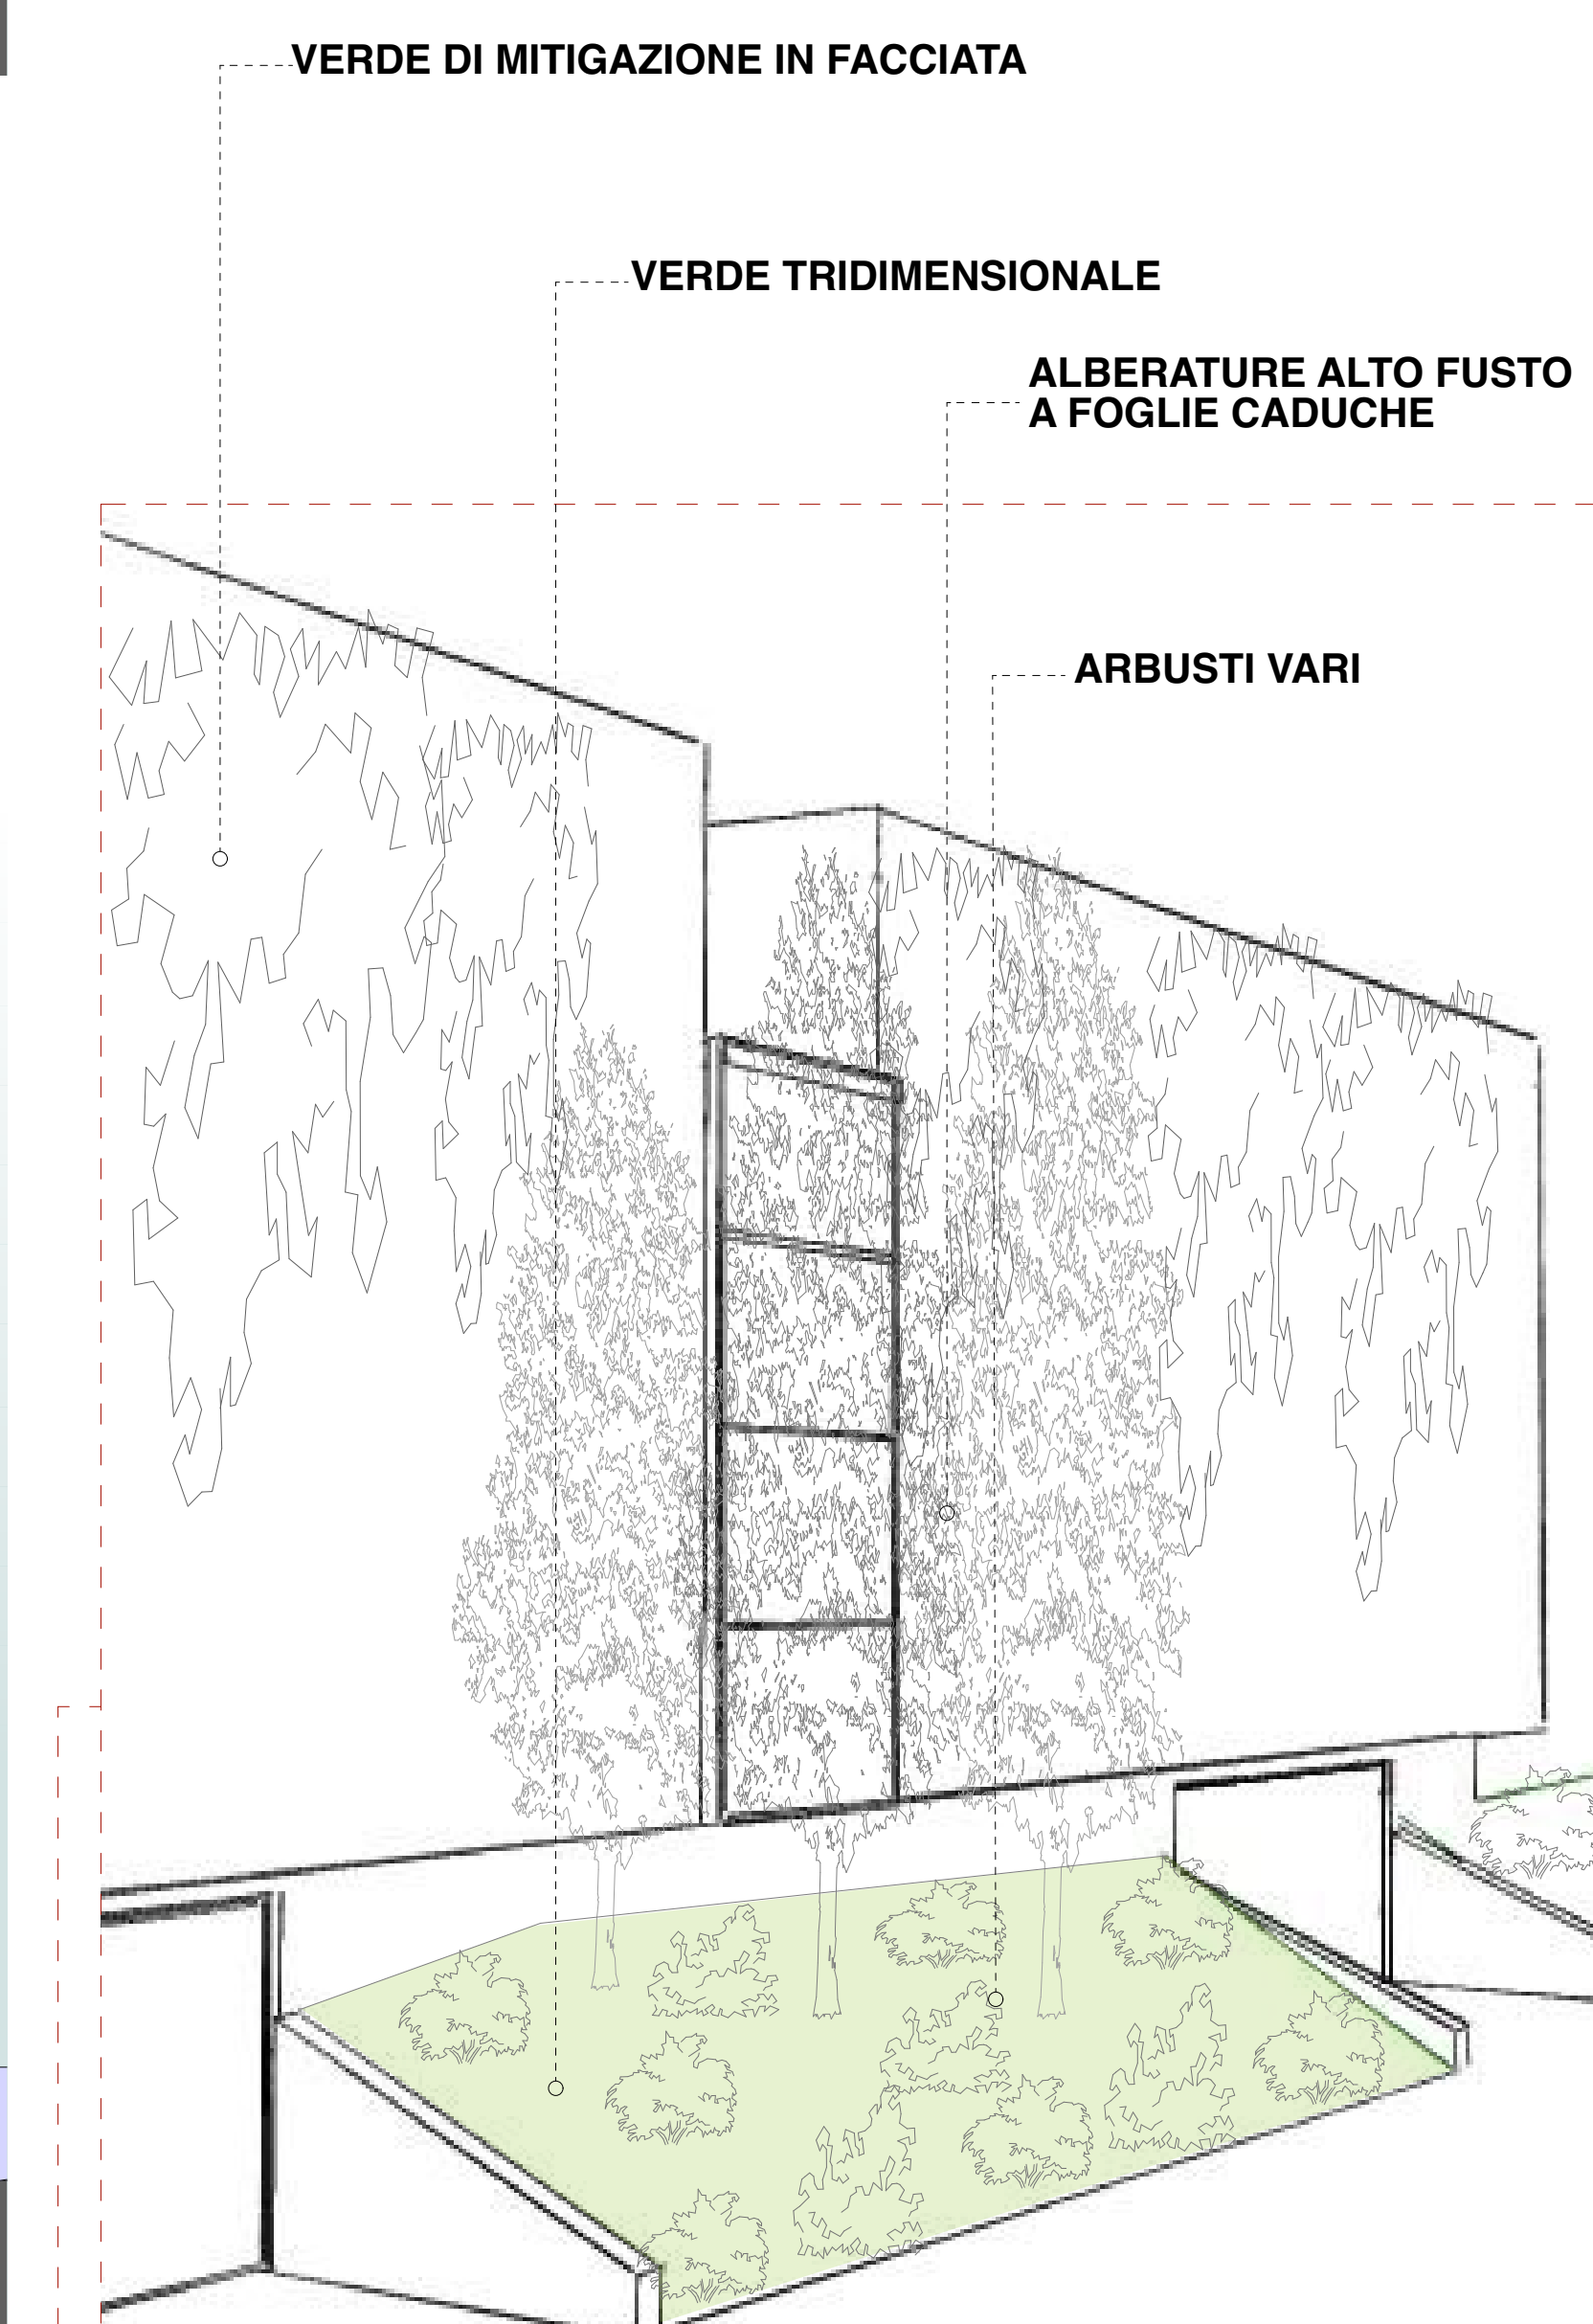 VERDE DI MITIGAZIONE IN FACCIATA
VERDE TRIDIMENSIONALE
ALBERATURE ALTO FUSTO
A FOGLIE CADUCHE
ARBUSTI VARI